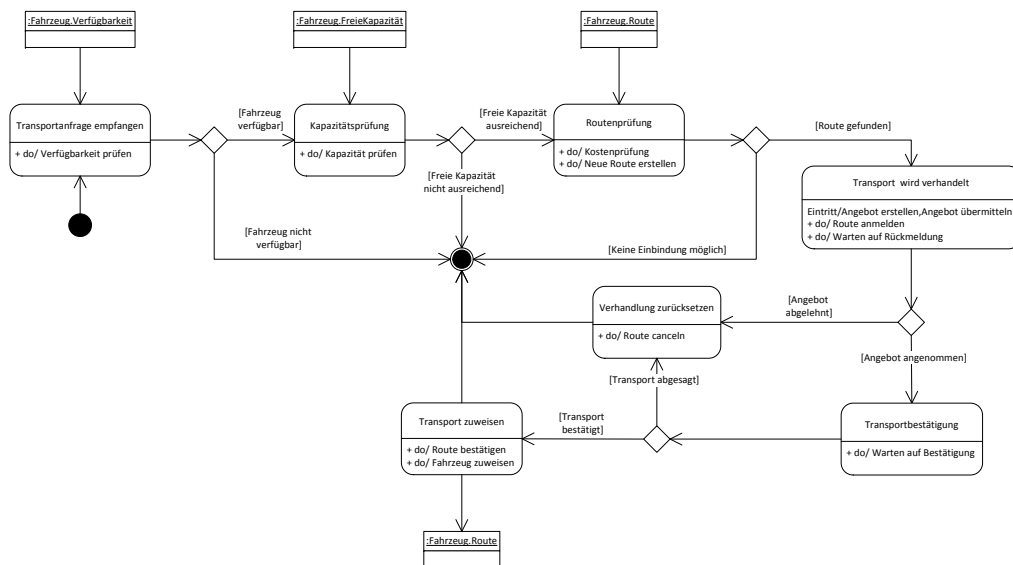 :Fahrzeug.Verfügbarkeit
:Fahrzeug.FreieKapazität
:Fahrzeug.Route
Transportanfrage empfangen
+ do/ Verfügbarkeit prüfen
[Fahrzeug
verfügbar]
Kapazitätsprüfung
+ do/ Kapazität prüfen
[Freie Kapazität
ausreichend]
Routenprüfung
+ do/ Kostenprüfung
+ do/ Neue Route erstellen
[Route gefunden]
[Freie Kapazität
nicht ausreichend]
Transport wird verhandelt
Eintritt/Angebot erstellen,Angebot übermitteln
+ do/ Route anmelden
+ do/ Warten auf Rückmeldung
[Fahrzeug nicht
verfügbar]
[Keine Einbindung möglich]
Verhandlung zurücksetzen
+ do/ Route canceln
[Angebot
abgelehnt]
[Angebot angenommen]
[Transport abgesagt]
Transport zuweisen
+ do/ Route bestätigen
+ do/ Fahrzeug zuweisen
[Transport
bestätigt]
Transportbestätigung
+ do/ Warten auf Bestätigung
:Fahrzeug.Route